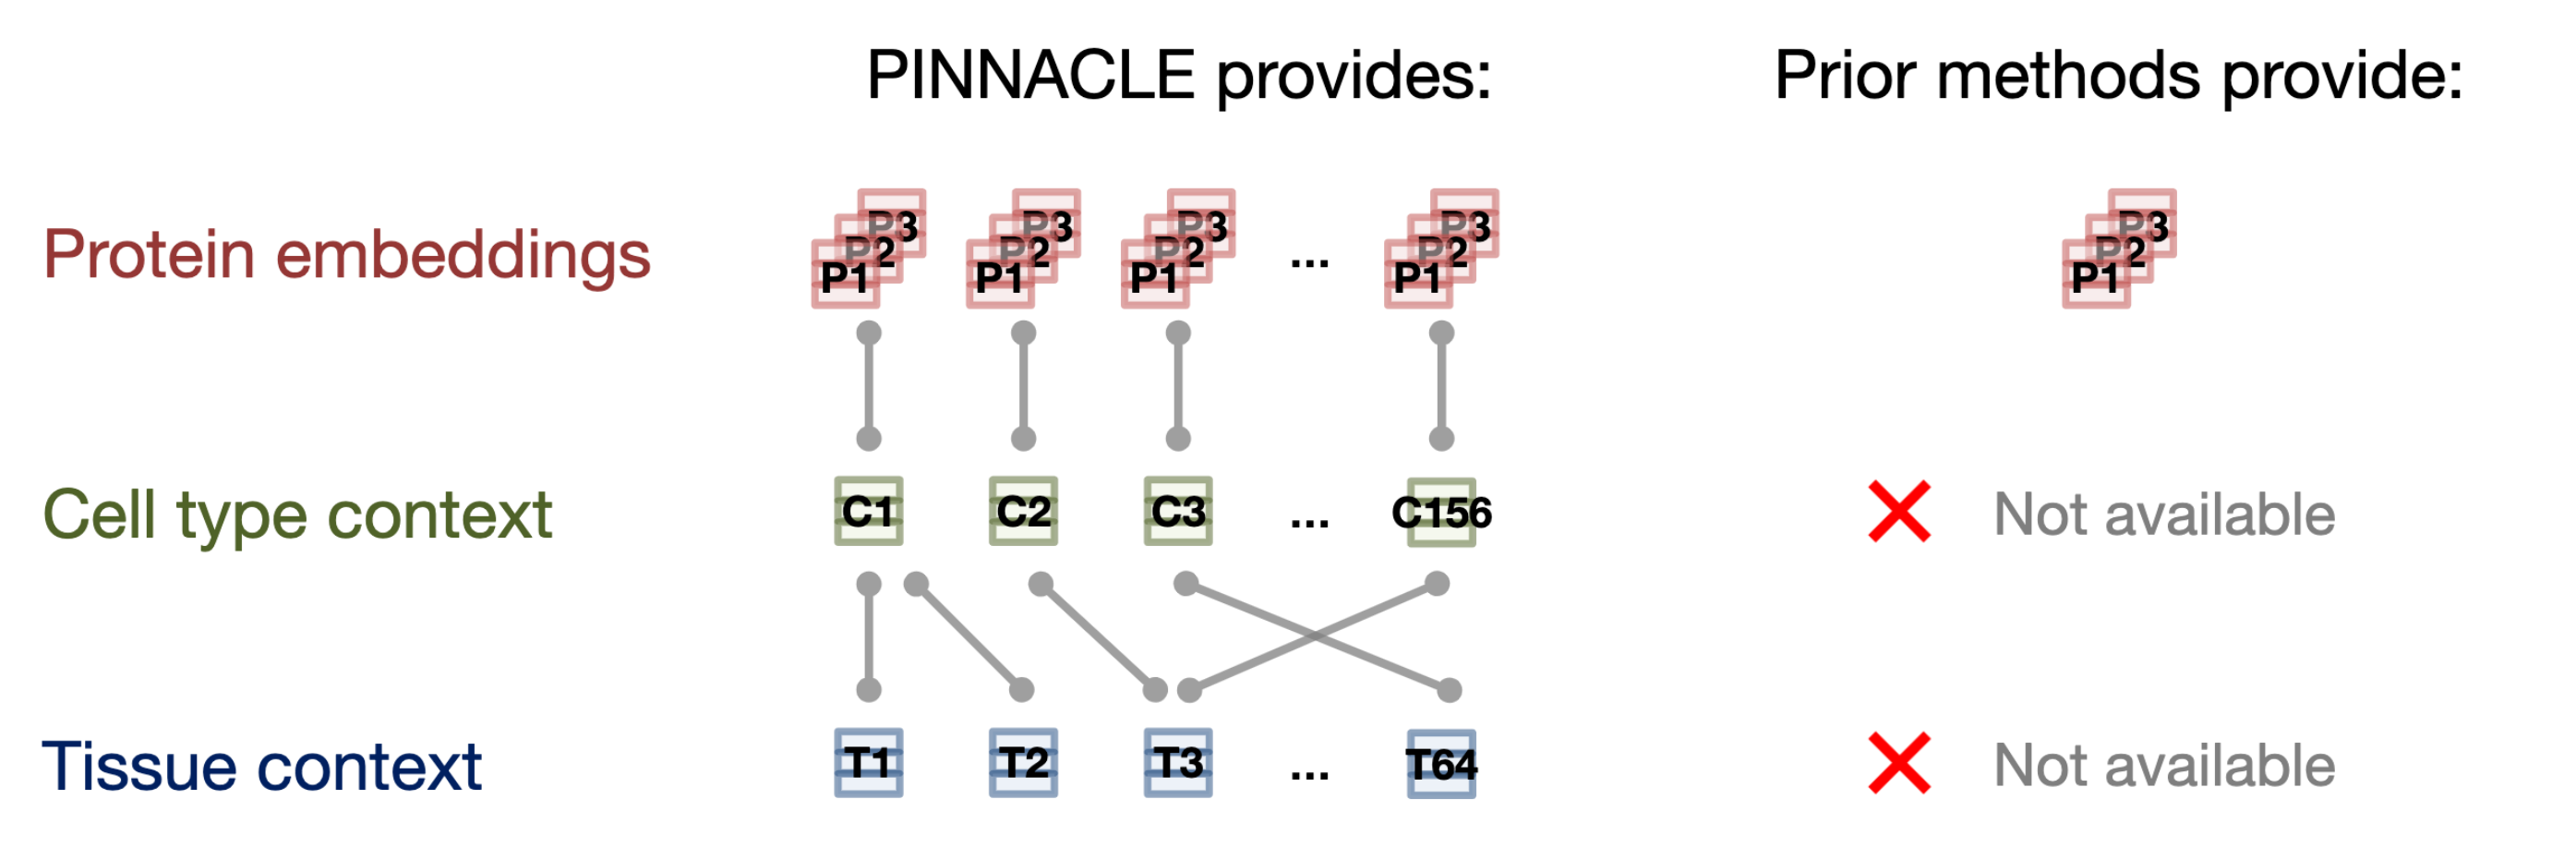 PINNACLE provides: Prior methods provide:
Protein embeddings P1 P2 P3 P1 P2 P3 P1 P2 P3 ... P1 P2 P3 P1 P2 P3
Cell type context C1 C2 C3 ... C156 Not available
Tissue context T1 T2 T3 ... T64 Not available